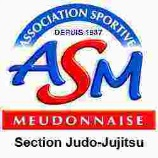 ASSOCIATION SPORTIVE
DEPUIS 1937
ASM
MEUDONNAISE
Section Judo-Jujitsu